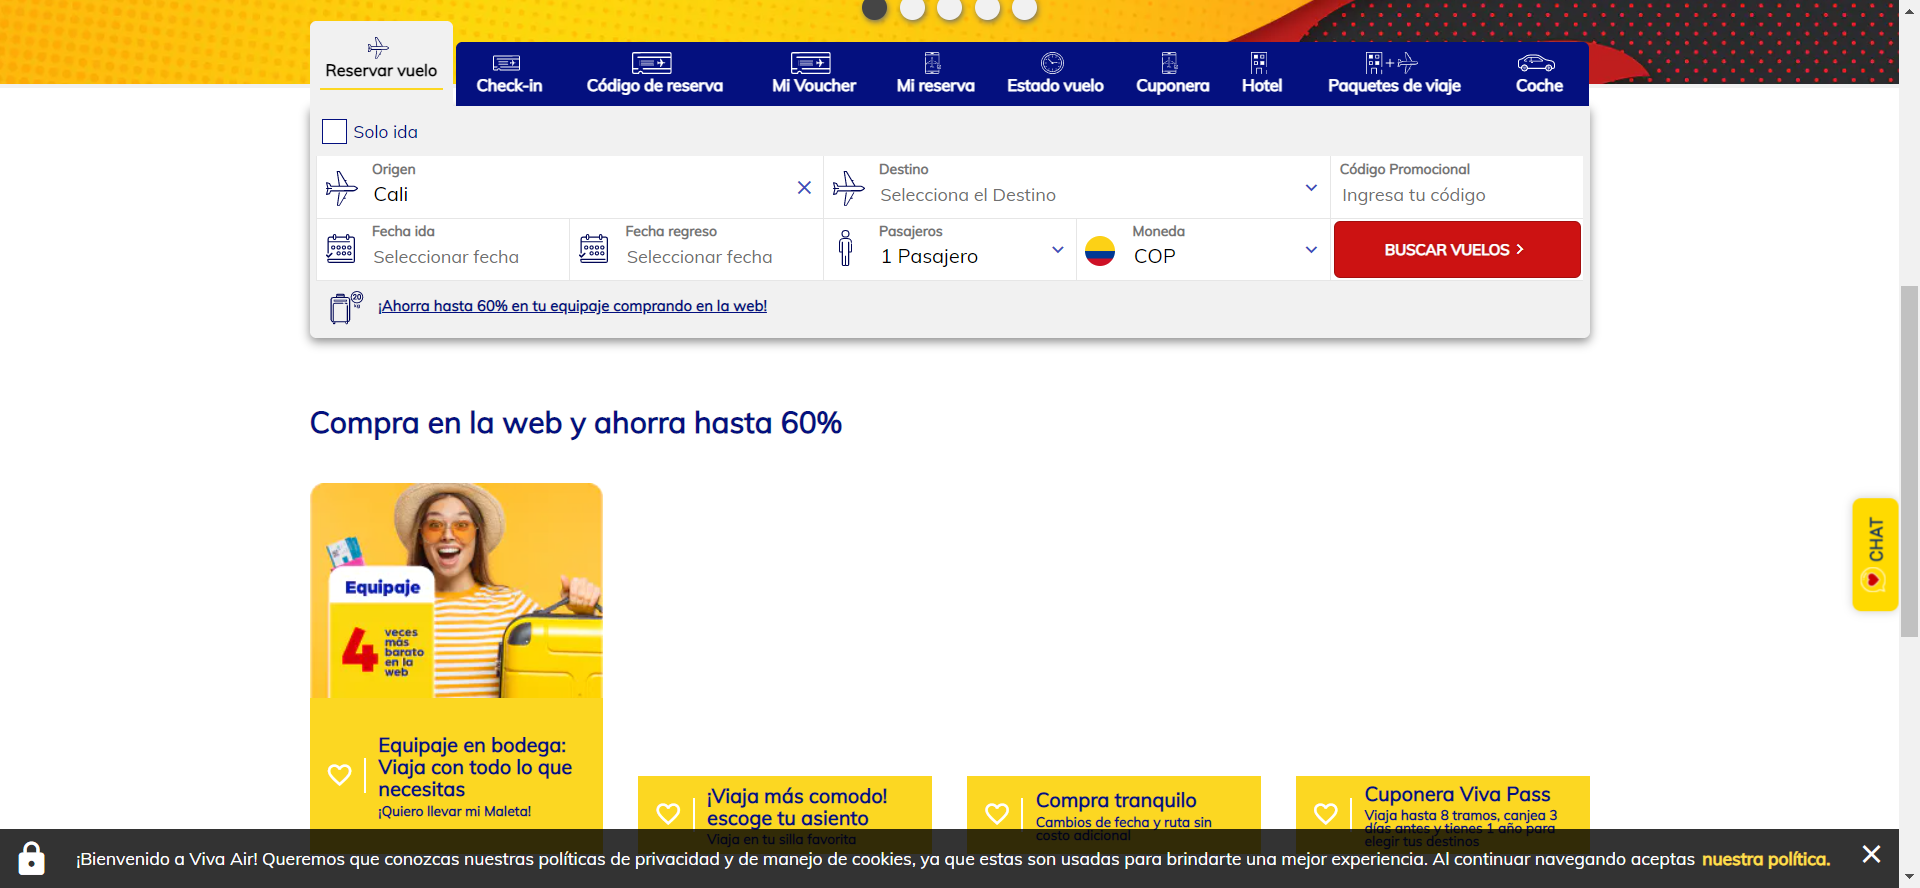 Reservar vuelo
Check-in
Código de reserva
Mi Voucher
Mi reserva
Estado vuelo
Cuponera
Hotel
Paquetes de viaje
Coche
Solo ida
Origen
Cali
Destino
Selecciona el Destino
Código Promocional
Ingresa tu código
Fecha ida
Seleccionar fecha
Fecha regreso
Seleccionar fecha
Pasajeros
1 Pasajero
Moneda
COP
BUSCAR VUELOS
20
kg
¡Ahorra hasta 60% en tu equipaje comprando en la web!
Compra en la web y ahorra hasta 60%
Equipaje
4 veces
más
barato
en la
web
Equipaje en bodega:
Viaja con todo lo que
necesitas
¡Quiero llevar mi Maleta!
¡Viaja más comodo!
escoge tu asiento
Viaja en tu silla favorita
Compra tranquilo
Cambios de fecha y ruta sin
costo adicional
Cuponera Viva Pass
Viaja hasta 8 tramos, canjea 3
días antes y tienes 1 año para
elegir tus destinos
CHAT
¡Bienvenido a Viva Air! Queremos que conozcas nuestras políticas de privacidad y de manejo de cookies, ya que estas son usadas para brindarte una mejor experiencia. Al continuar navegando aceptas nuestra política.